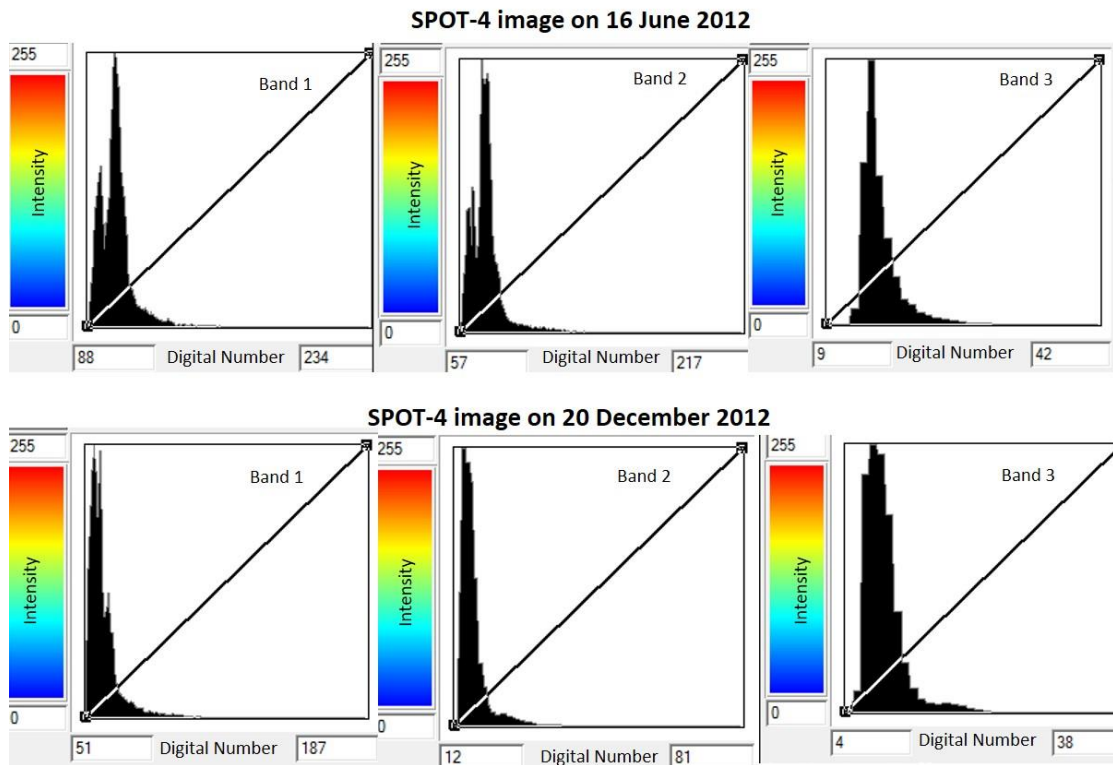 SPOT-4 image on 16 June 2012
255
Band 1
Intensity
0
88 Digital Number 234
255
Band 2
Intensity
0
57 Digital Number 217
255
Band 3
Intensity
0
9 Digital Number 42
SPOT-4 image on 20 December 2012
255
Band 1
Intensity
0
51 Digital Number 187
255
Band 2
Intensity
0
12 Digital Number 81
255
Band 3
Intensity
0
4 Digital Number 38